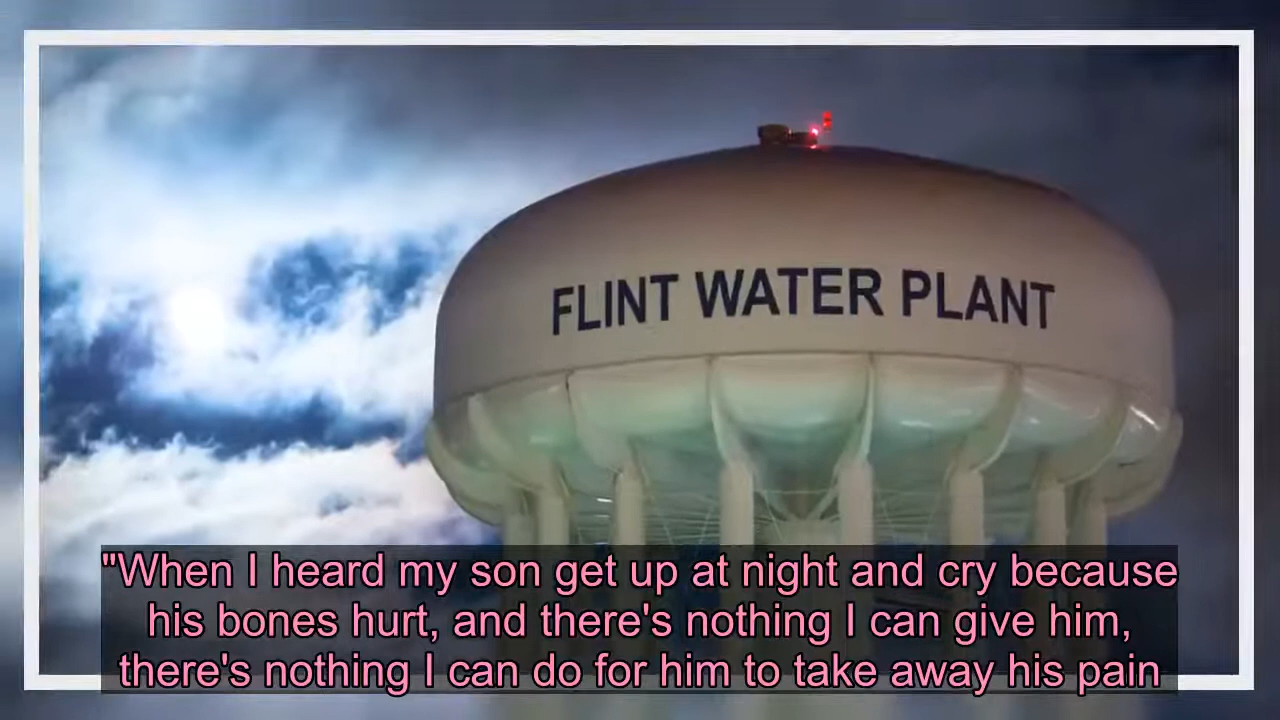 FLINT WATER PLANT
"When I heard my son get up at night and cry because
his bones hurt, and there's nothing I can give him,
there's nothing I can do for him to take away his pain